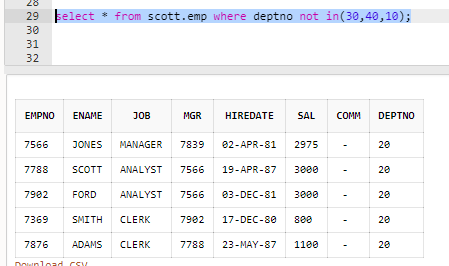 28
29 select * from scott.emp where deptno not in(30,40,10);
30
31
32
EMPNO ENAME JOB MGR HIREDATE SAL COMM DEPTNO
7566 JONES MANAGER 7839 02-APR-81 2975 - 20
7788 SCOTT ANALYST 7566 19-APR-87 3000 - 20
7902 FORD ANALYST 7566 03-DEC-81 3000 - 20
7369 SMITH CLERK 7902 17-DEC-80 800 - 20
7876 ADAMS CLERK 7788 23-MAY-87 1100 - 20
Download CSV